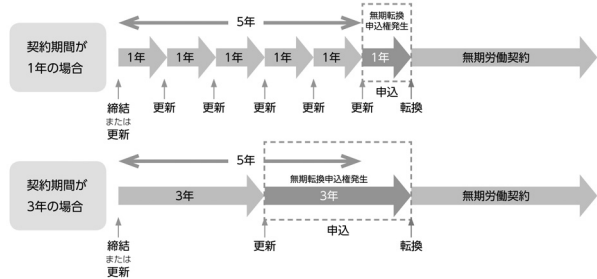 5年
無期転換
申込権発生
契約期間が
1年の場合
1年 1年 1年 1年 1年 1年 無期労働契約
申込
締結
または
更新
更新 更新 更新 更新 更新 転換
5年
契約期間が
3年の場合
無期転換申込権発生
3年 3年 無期労働契約
申込
締結
または
更新
更新 転換